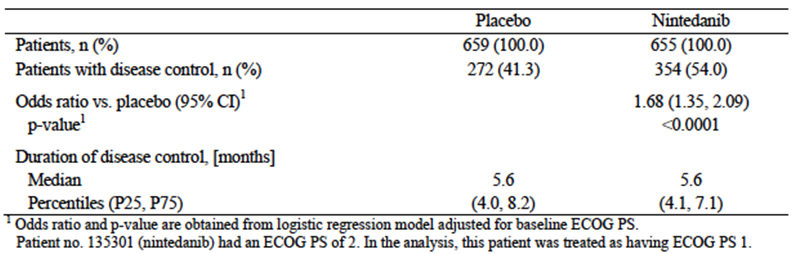 Placebo Nintedanib
Patients, n (%) 659 (100.0) 655 (100.0)
Patients with disease control, n (%) 272 (41.3) 354 (54.0)
Odds ratio vs. placebo (95% CI)¹ 1.68 (1.35, 2.09)
p-value¹ <0.0001
Duration of disease control, [months]
Median 5.6 5.6
Percentiles (P25, P75) (4.0, 8.2) (4.1, 7.1)
¹ Odds ratio and p-value are obtained from logistic regression model adjusted for baseline ECOG PS.
Patient no. 135301 (nintedanib) had an ECOG PS of 2. In the analysis, this patient was treated as having ECOG PS 1.